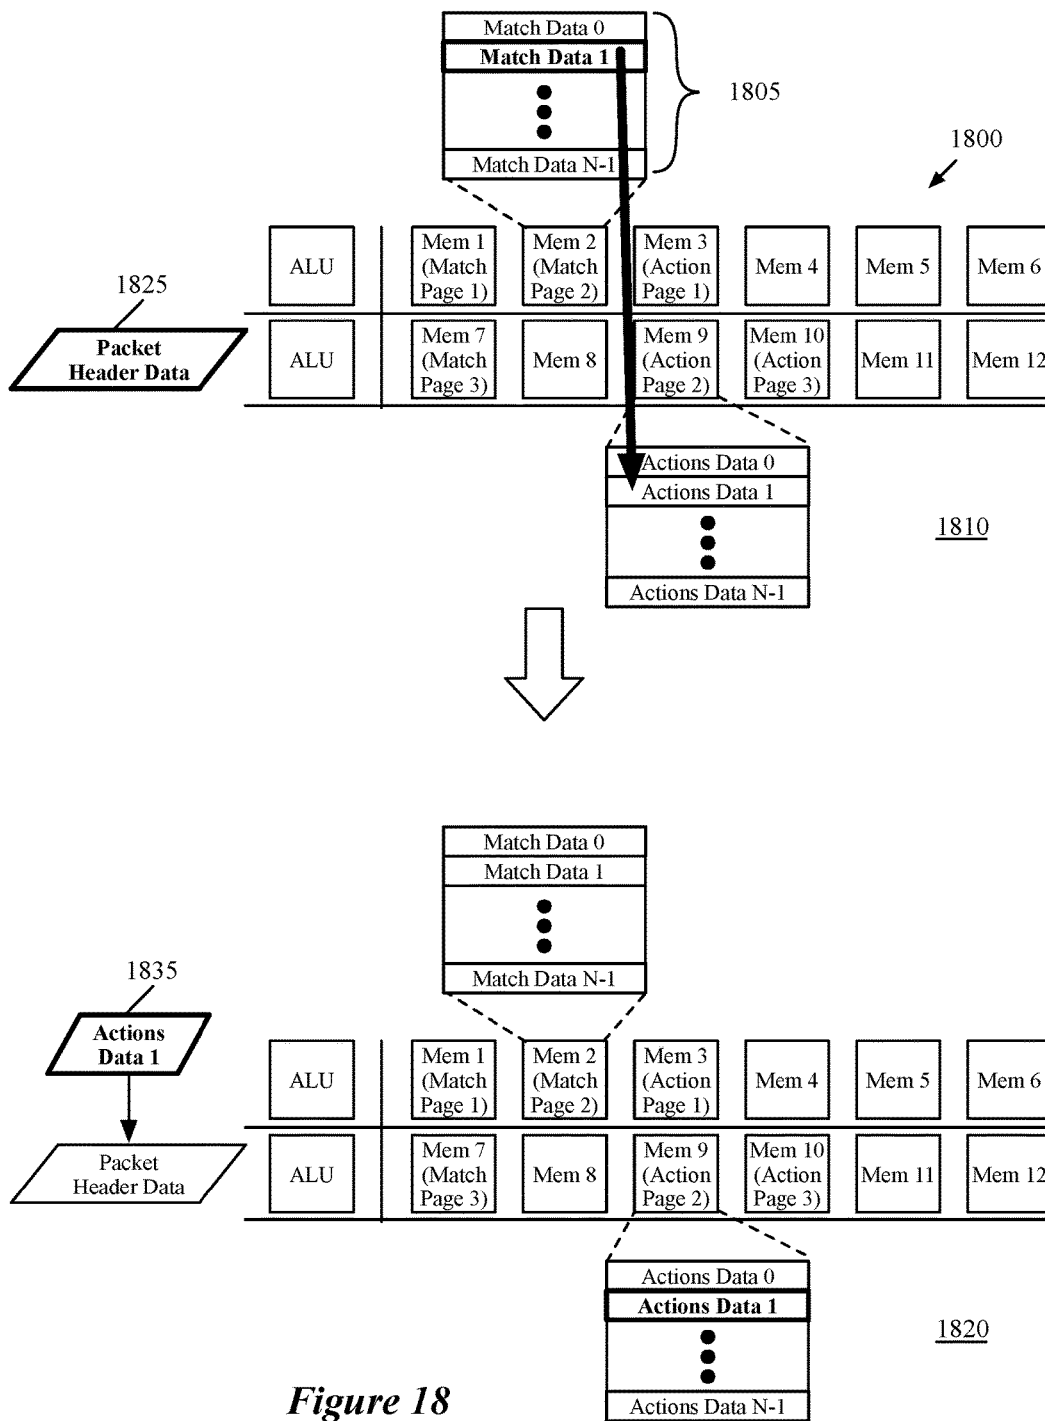 Match Data 0
Match Data 1
Match Data N-1
1805
1800
ALU
Mem 1
(Match
Page 1)
Mem 2
(Match
Page 2)
Mem 3
(Action
Page 1)
Mem 4
Mem 5
Mem 6
1825
Packet
Header Data
ALU
Mem 7
(Match
Page 3)
Mem 8
Mem 9
(Action
Page 2)
Mem 10
(Action
Page 3)
Mem 11
Mem 12
Actions Data 0
Actions Data 1
Actions Data N-1
1810
Match Data 0
Match Data 1
Match Data N-1
1835
Actions
Data 1
ALU
Mem 1
(Match
Page 1)
Mem 2
(Match
Page 2)
Mem 3
(Action
Page 1)
Mem 4
Mem 5
Mem 6
Packet
Header Data
ALU
Mem 7
(Match
Page 3)
Mem 8
Mem 9
(Action
Page 2)
Mem 10
(Action
Page 3)
Mem 11
Mem 12
Actions Data 0
Actions Data 1
Actions Data N-1
1820
Figure 18